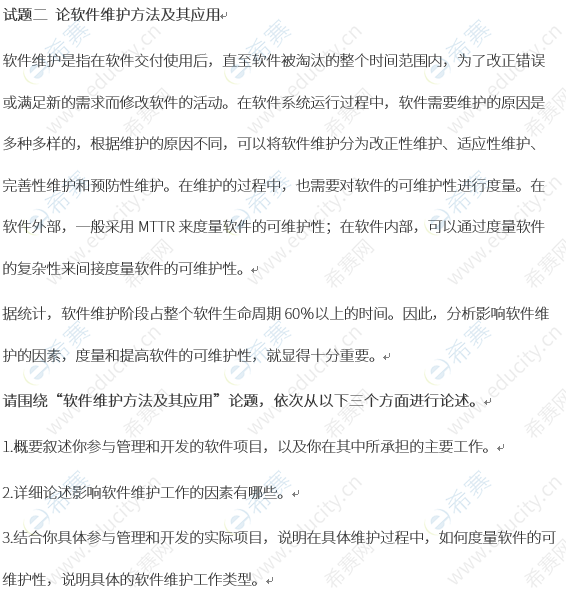 试题二 论软件维护方法及其应用
软件维护是指在软件交付使用后，直至软件被淘汰的整个时间范围内，为了改正错误
或满足新的需求而修改软件的活动。在软件系统运行过程中，软件需要维护的原因是
多种多样的，根据维护的原因不同，可以将软件维护分为改正性维护、适应性维护、
完善性维护和预防性维护。在维护的过程中，也需要对软件的可维护性进行度量。在
软件外部，一般采用 MTTR 来度量软件的可维护性；在软件内部，可以通过度量软件
的复杂性来间接度量软件的可维护性。
据统计，软件维护阶段占整个软件生命周期 60%以上的时间。因此，分析影响软件维
护的因素，度量和提高软件的可维护性，就显得十分重要。
请围绕“软件维护方法及其应用”论题，依次从以下三个方面进行论述。
1.概要叙述你参与管理和开发的软件项目，以及你在其中所承担的主要工作。
2.详细论述影响软件维护工作的因素有哪些。
3.结合你具体参与管理和开发的实际项目，说明在具体维护过程中，如何度量软件的可
维护性，说明具体的软件维护工作类型。
希赛
www.educity.cn
希赛网